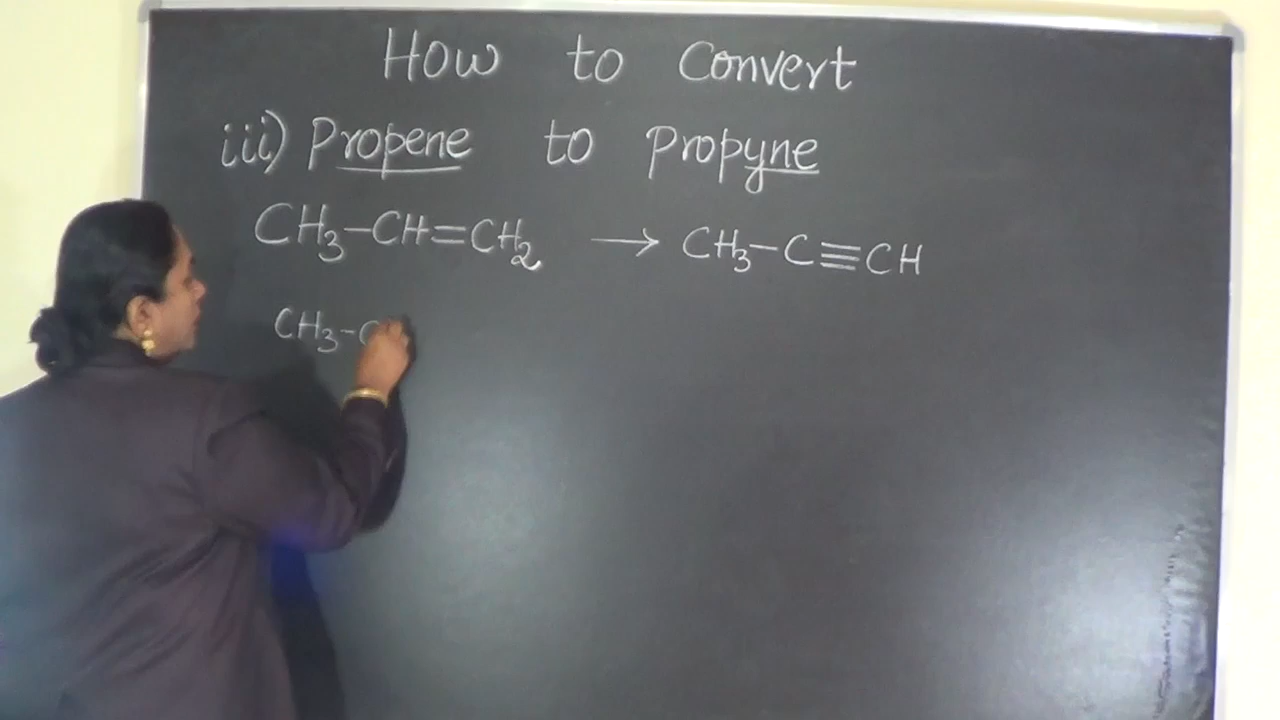 How to Convert
iii) Propene to Propyne
CH₃-CH=CH₂ → CH₃-C≡CH
CH₃-C